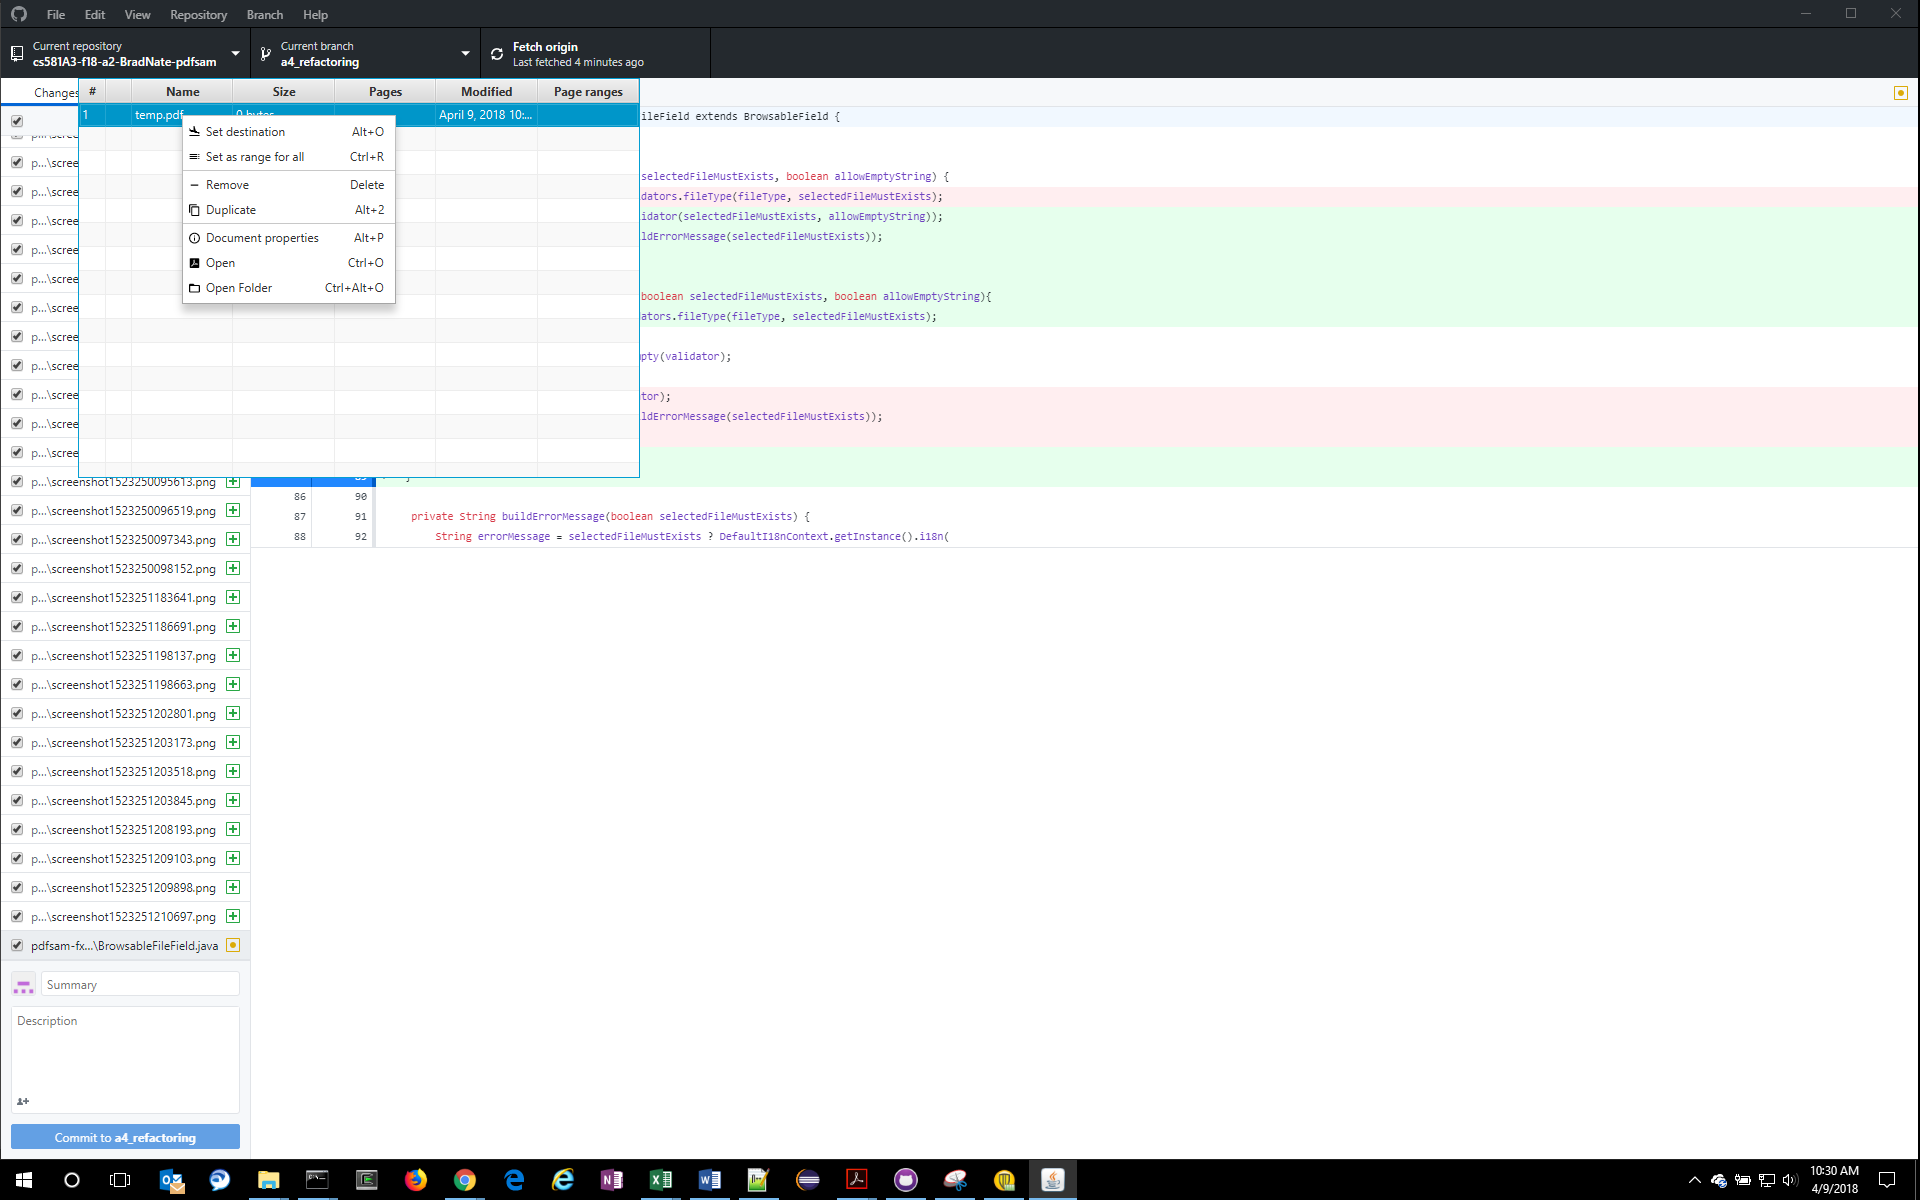 File Edit View Repository Branch Help
Current repository
cs581A3-f18-a2-BradNate-pdfsam
Current branch
a4_refactoring
Fetch origin
Last fetched 4 minutes ago
Changes
# Name Size Pages Modified Page ranges
1 temp.pdf 0 bytes April 9, 2018 10:...
Set destination Alt+O
Set as range for all Ctrl+R
Remove Delete
Duplicate Alt+2
Document properties Alt+P
Open Ctrl+O
Open Folder Ctrl+Alt+O
p...\scree
p...\scree
p...\scree
p...\scree
p...\scree
p...\scree
p...\scree
p...\scree
p...\scree
p...\scree
p...\scree
p...\screenshot1523250095613.png
p...\screenshot1523250096519.png
p...\screenshot1523250097343.png
p...\screenshot1523250098152.png
p...\screenshot1523251183641.png
p...\screenshot1523251186691.png
p...\screenshot1523251198137.png
p...\screenshot1523251198663.png
p...\screenshot1523251202801.png
p...\screenshot1523251203173.png
p...\screenshot1523251203518.png
p...\screenshot1523251203845.png
p...\screenshot1523251208193.png
p...\screenshot1523251209103.png
p...\screenshot1523251209898.png
p...\screenshot1523251210697.png
pdfsam-fx...\BrowsableFileField.java
ileField extends BrowsableField {
selectedFileMustExists, boolean allowEmptyString) {
dators.fileType(fileType, selectedFileMustExists);
idator(selectedFileMustExists, allowEmptyString));
ldErrorMessage(selectedFileMustExists));
boolean selectedFileMustExists, boolean allowEmptyString){
ators.fileType(fileType, selectedFileMustExists);
pty(validator);
tor);
ldErrorMessage(selectedFileMustExists));
86 90
87 91 private String buildErrorMessage(boolean selectedFileMustExists) {
88 92 String errorMessage = selectedFileMustExists ? DefaultI18nContext.getInstance().i18n(
Summary
Description
Commit to a4_refactoring
10:30 AM
4/9/2018